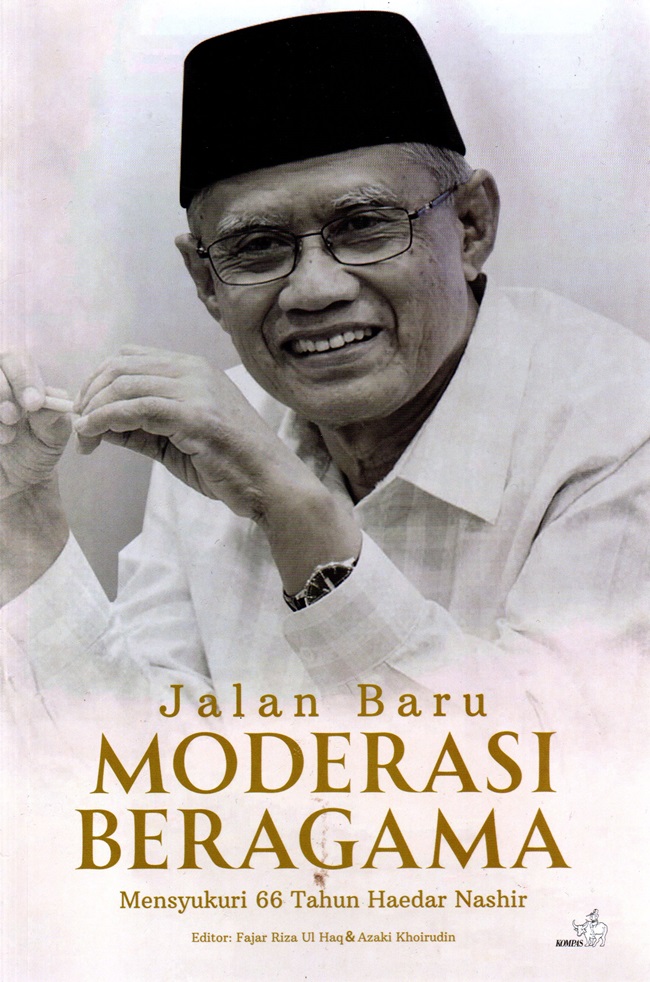 Jalan Baru
MODERASI
BERAGAMA
Mensyukuri 66 Tahun Haedar Nashir
Editor: Fajar Riza Ul Haq & Azaki Khoirudin
KOMPAS